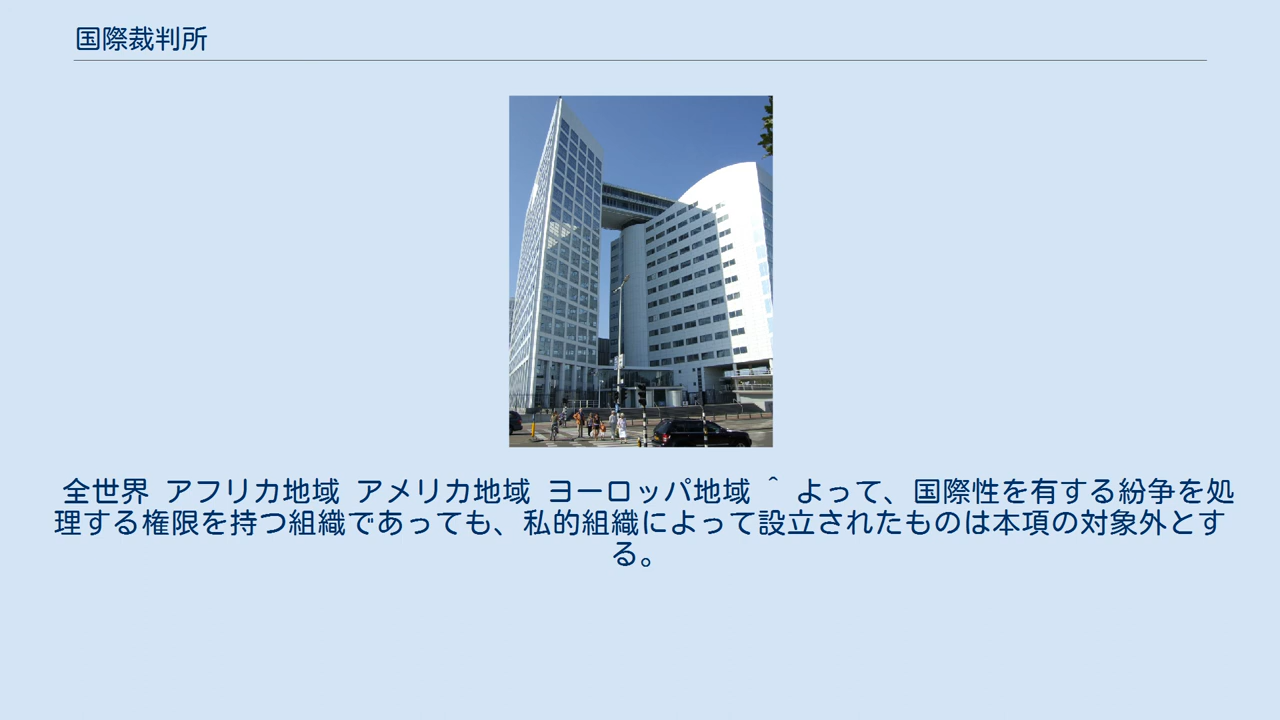 国際裁判所
全世界 アフリカ地域 アメリカ地域 ヨーロッパ地域 ^ よって、国際性を有する紛争を処
理する権限を持つ組織であっても、私的組織によって設立されたものは本項の対象外とす
る。